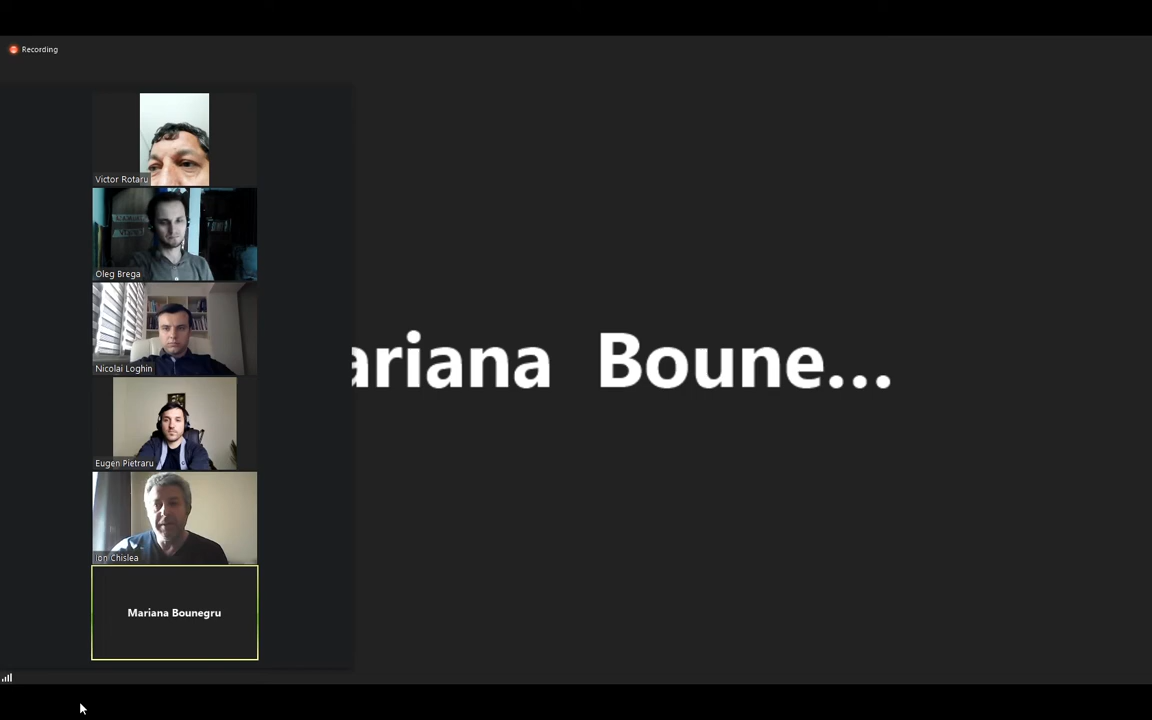 Recording
Victor Rotaru
Oleg Brega
Nicolai Loghin
Eugen Pietraru
Ion Chislea
Mariana Bounegru
ariana Boune...